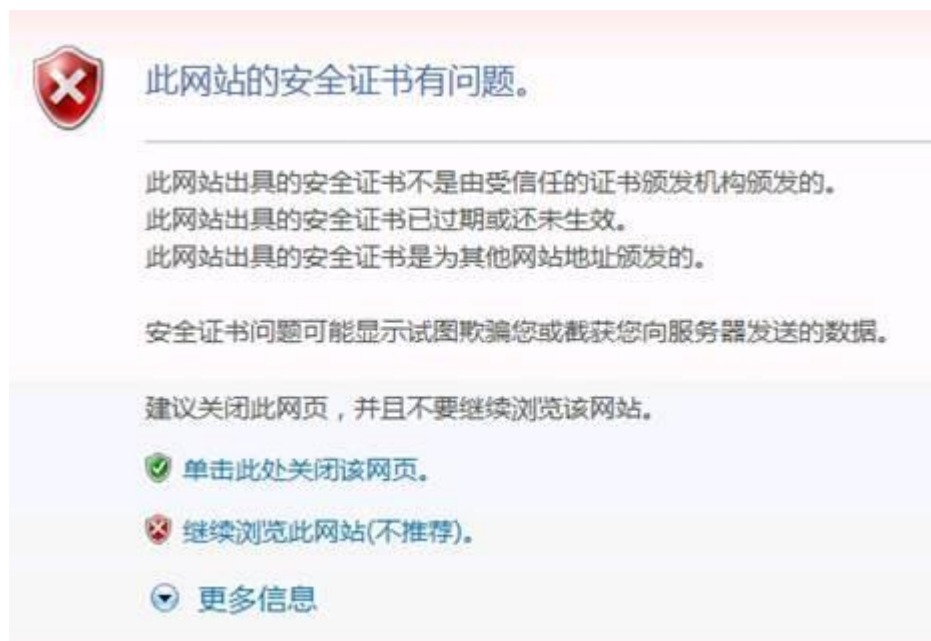 此网站的安全证书有问题。
此网站出具的安全证书不是由受信任的证书颁发机构颁发的。
此网站出具的安全证书已过期或还未生效。
此网站出具的安全证书是为其他网站地址颁发的。
安全证书问题可能显示试图欺骗您或截获您向服务器发送的数据。
建议关闭此网页，并且不要继续浏览该网站。
单击此处关闭该网页。
继续浏览此网站(不推荐)。
更多信息